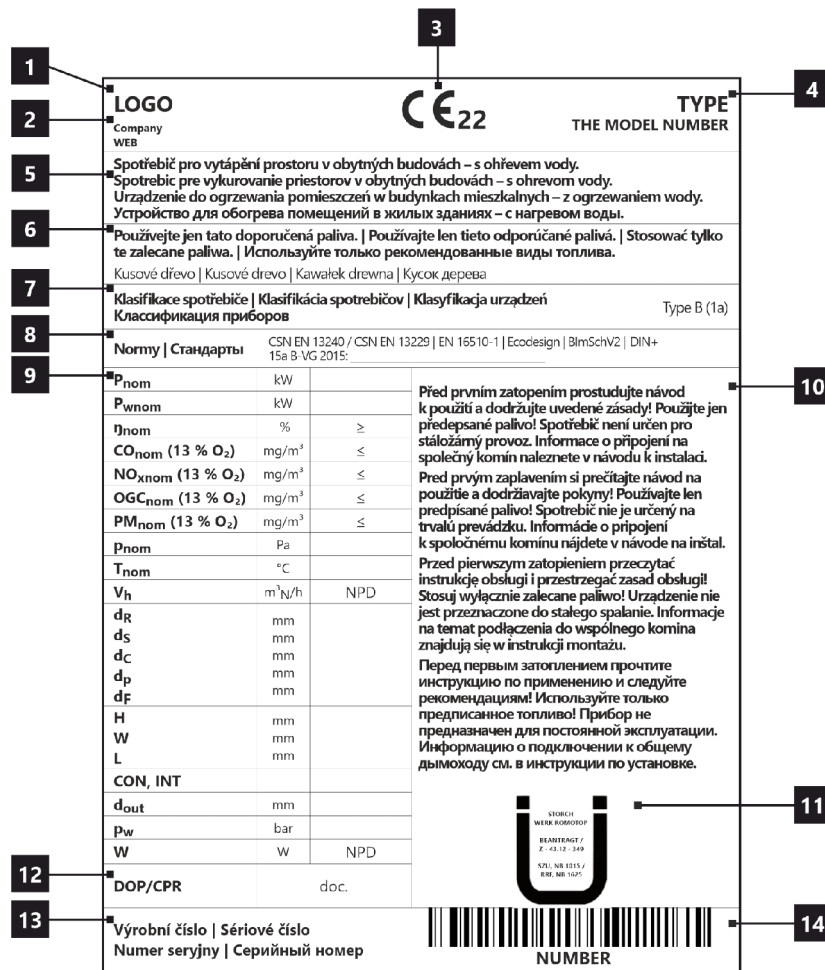 3
1
LOGO
CE22
TYPE
4
2
Company
WEB
THE MODEL NUMBER
5
Spotřebič pro vytápění prostoru v obytných budovách – s ohřevem vody.
Spotrebic pre vykurovanie priestorov v obytných budovách – s ohrevom vody.
Urządzenie do ogrzewania pomieszczeń w budynkach mieszkalnych – z ogrzewaniem wody.
Устройство для обогрева помещений в жилых зданиях – с нагревом воды.
6
Používejte jen tato doporučená paliva. | Používajte len tieto odporúčané palivá. | Stosować tylko
te zalecane paliwa. | Используйте только рекомендованные виды топлива.
Kusové dřevo | Kusové drevo | Kawałek drewna | Кусок дерева
7
Klasifikace spotřebiče | Klasifikácia spotrebičov | Klasyfikacja urządzeń
Классификация приборов
Type B (1a)
8
Normy | Стандарты
CSN EN 13240 / CSN EN 13229 | EN 16510-1 | Ecodesign | BImSchV2 | DIN+
15a B-VG 2015:
9
Pnom kW
Pwnom kW
ηnom % ≥
COnom (13 % O₂) mg/m³ ≤
NOxnom (13 % O₂) mg/m³ ≤
OGCnom (13 % O₂) mg/m³ ≤
PMnom (13 % O₂) mg/m³ ≤
pnom Pa
Tnom °C
Vh m³N/h NPD
dR mm
dS mm
dC mm
dp mm
dF mm
H mm
W mm
L mm
CON, INT
dout mm
pw bar
W W NPD
10
Před prvním zatopením prostudujte návod
k použití a dodržujte uvedené zásady! Použijte jen
předepsané palivo! Spotřebič není určen pro
stáložárný provoz. Informace o připojení na
společný komín naleznete v návodu k instalaci.
Pred prvým zaplavením si prečítajte návod na
použitie a dodržiavajte pokyny! Používajte len
predpísané palivo! Spotrebič nie je určený na
trvalú prevádzku. Informácie o pripojení
k spoločnému komínu nájdete v návode na inštal.
Przed pierwszym zatopieniem przeczytać
instrukcję obsługi i przestrzegać zasad obsługi!
Stosuj wyłącznie zalecane paliwo! Urządzenie nie
jest przeznaczone do stałego spalanie. Informacje
na temat podłączenia do wspólnego komina
znajdują się w instrukcji montażu.
Перед первым затоплением прочтите
инструкцию по применению и следуйте
рекомендациям! Используйте только
предписанное топливо! Прибор не
предназначен для постоянной эксплуатации.
Информацию о подключении к общему
дымоходу см. в инструкции по установке.
11
STORCH
WERK ROMOTOP
BEANTRAGT /
Z - 43.12 - 349
SZU, NB 1015 /
RRF, NB 1625
12
DOP/CPR doc.
13
Výrobní číslo | Sériové číslo
Numer seryjny | Серийный номер
14
NUMBER